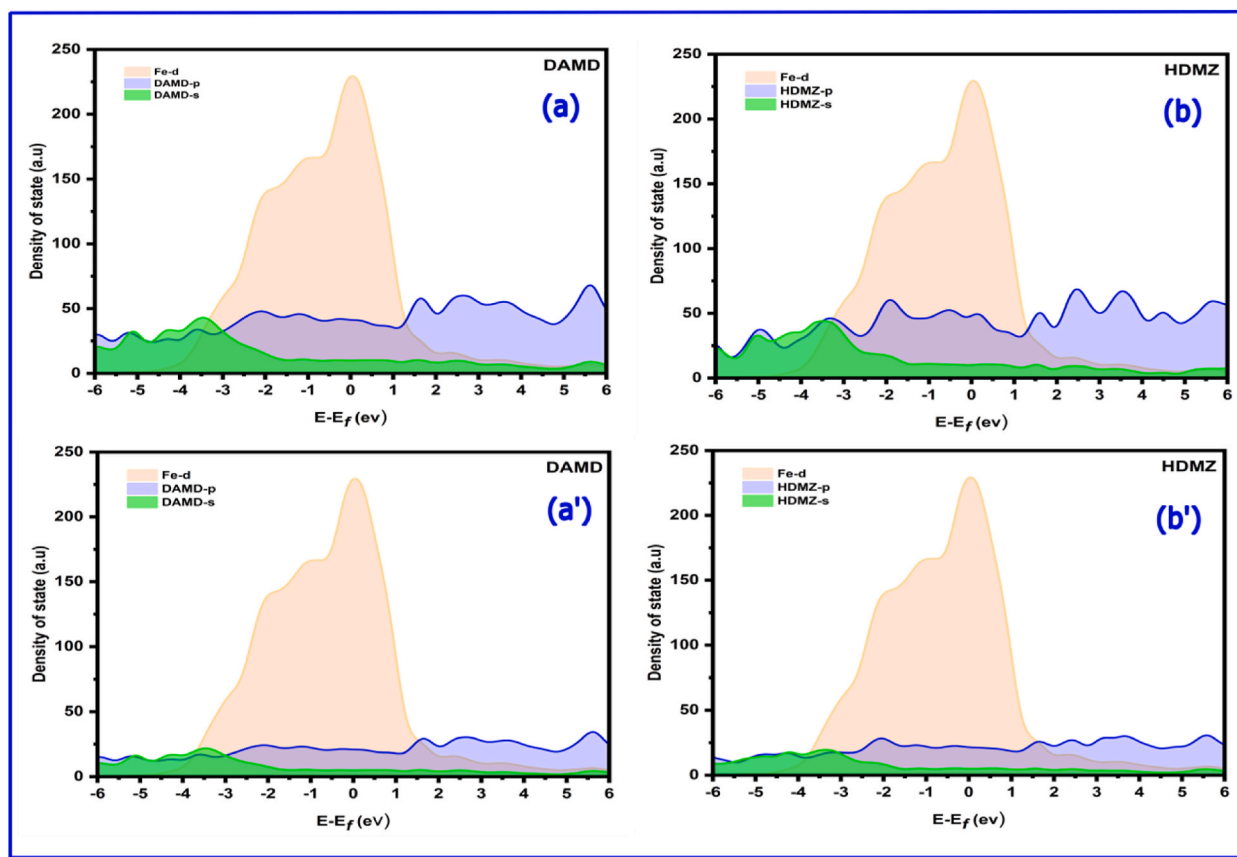 250
200
150
100
50
0
Density of state (a.u)
Fe-d
DAMD-p
DAMD-s
DAMD
(a)
-6 -5 -4 -3 -2 -1 0 1 2 3 4 5 6
E-Ef (ev)
250
200
150
100
50
0
Density of state (a.u)
Fe-d
HDMZ-p
HDMZ-s
HDMZ
(b)
-6 -5 -4 -3 -2 -1 0 1 2 3 4 5 6
E-Ef (ev)
250
200
150
100
50
0
Density of state (a.u)
Fe-d
DAMD-p
DAMD-s
DAMD
(a')
-6 -5 -4 -3 -2 -1 0 1 2 3 4 5 6
E-Ef (eV)
250
200
150
100
50
0
Density of state (a.u)
Fe-d
HDMZ-p
HDMZ-s
HDMZ
(b')
-6 -5 -4 -3 -2 -1 0 1 2 3 4 5 6
E-Ef (ev)